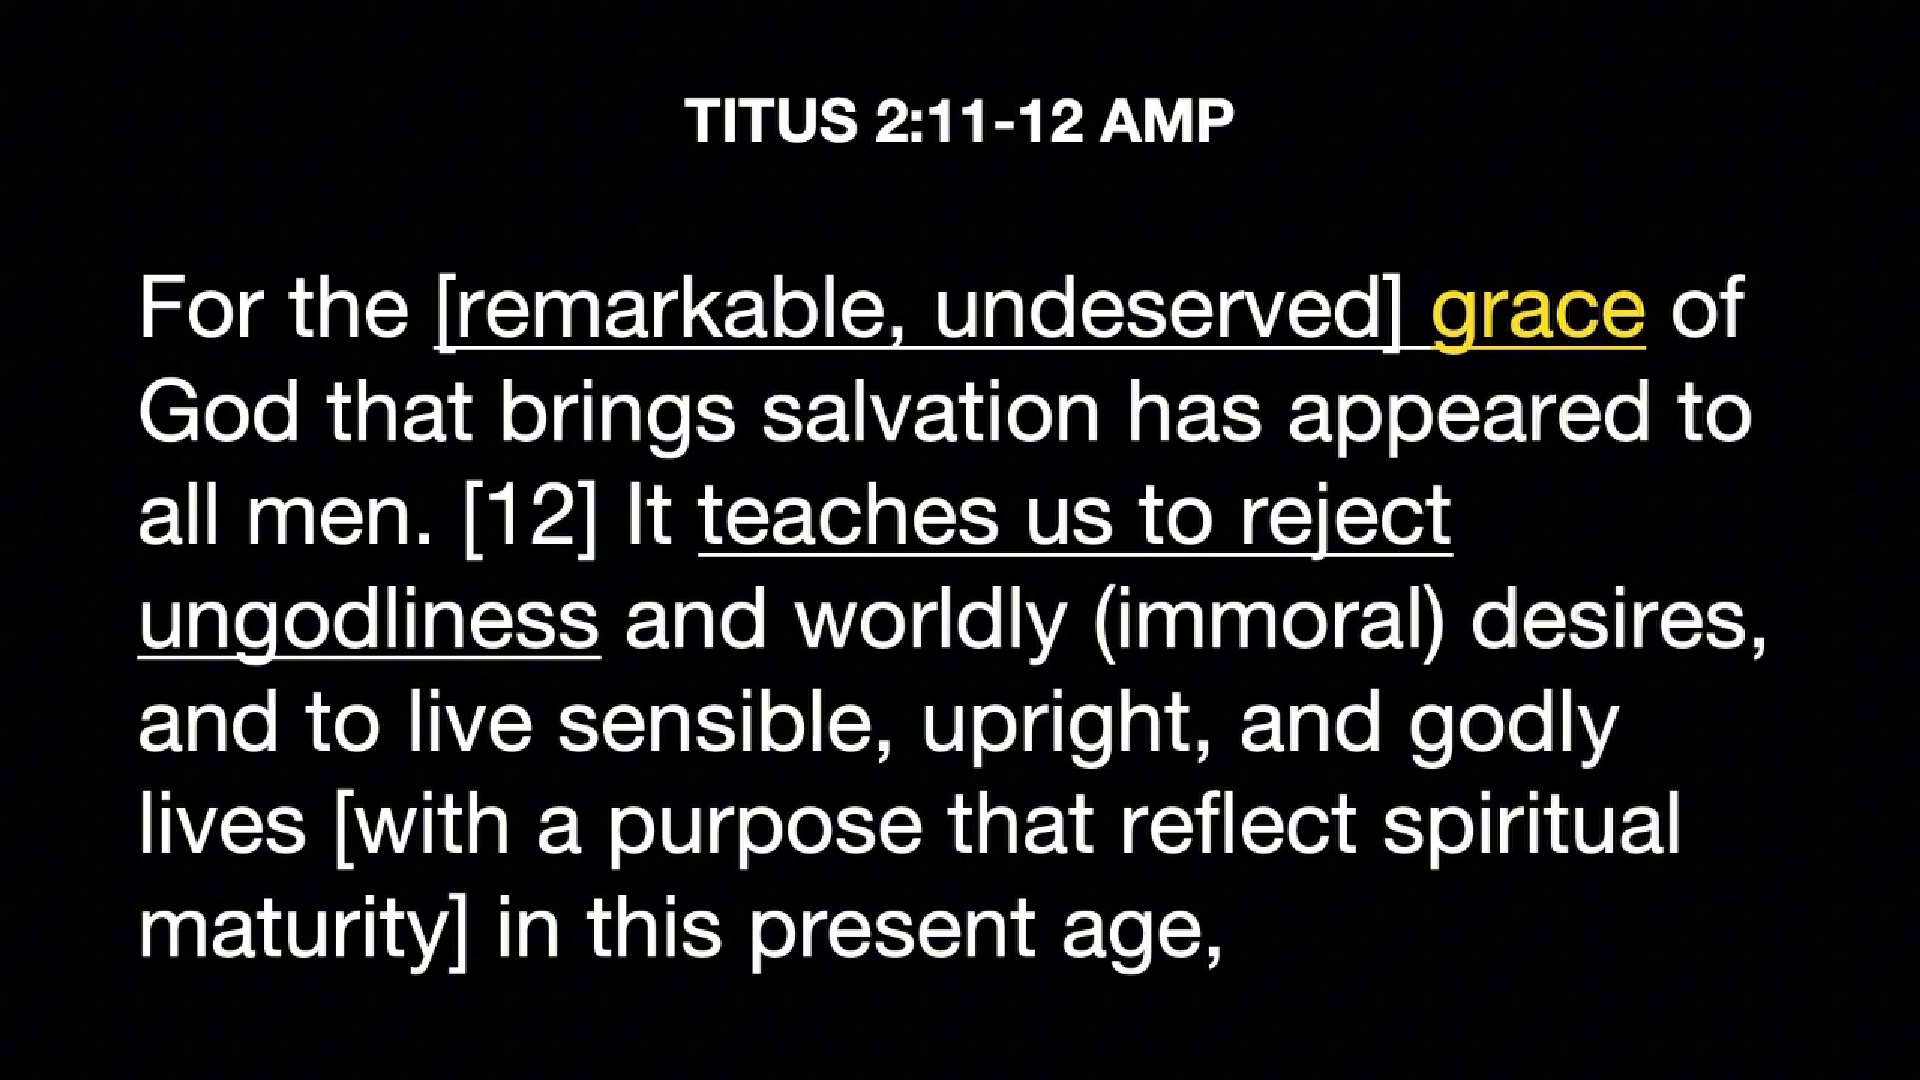 TITUS 2:11-12 AMP
For the [remarkable, undeserved] grace of
God that brings salvation has appeared to
all men. [12] It teaches us to reject
ungodliness and worldly (immoral) desires,
and to live sensible, upright, and godly
lives [with a purpose that reflect spiritual
maturity] in this present age,